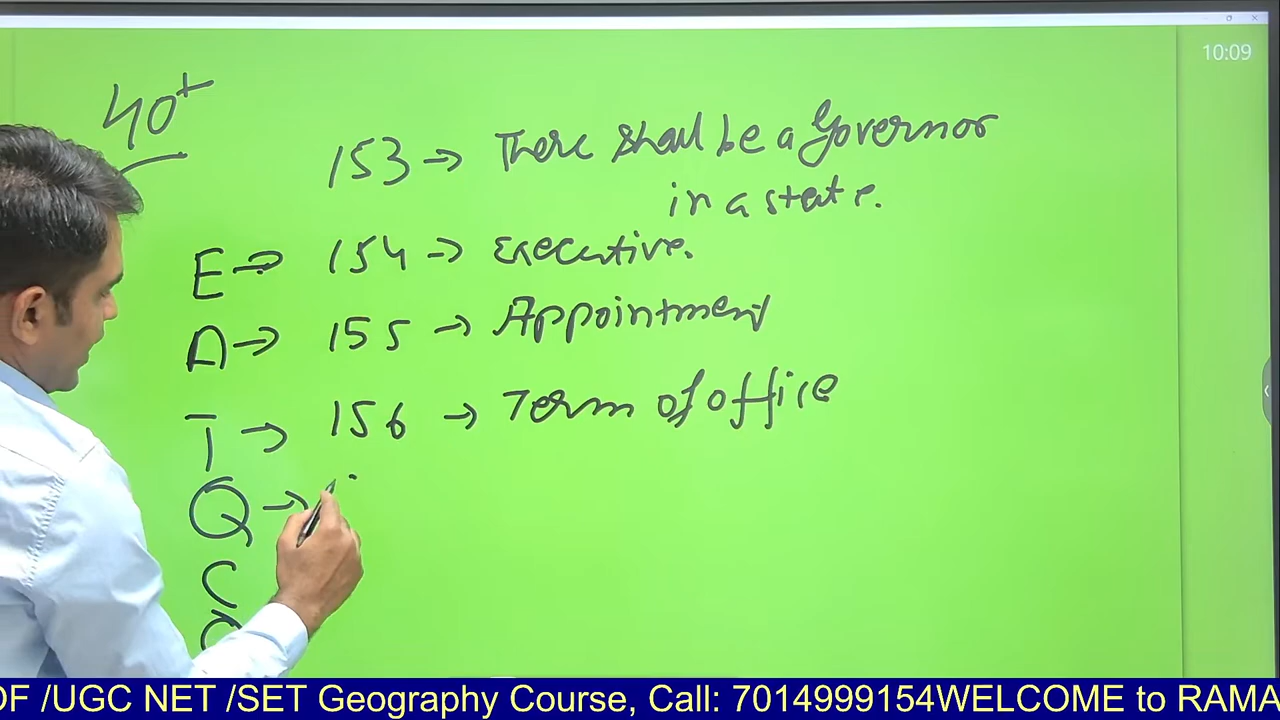 10:09
40+
153 → There shall be a Governor
in a state.
E → 154 → Executive.
A → 155 → Appointment
T → 156 → Term of office
Q →
C
OF /UGC NET /SET Geography Course, Call: 7014999154WELCOME to RAMA